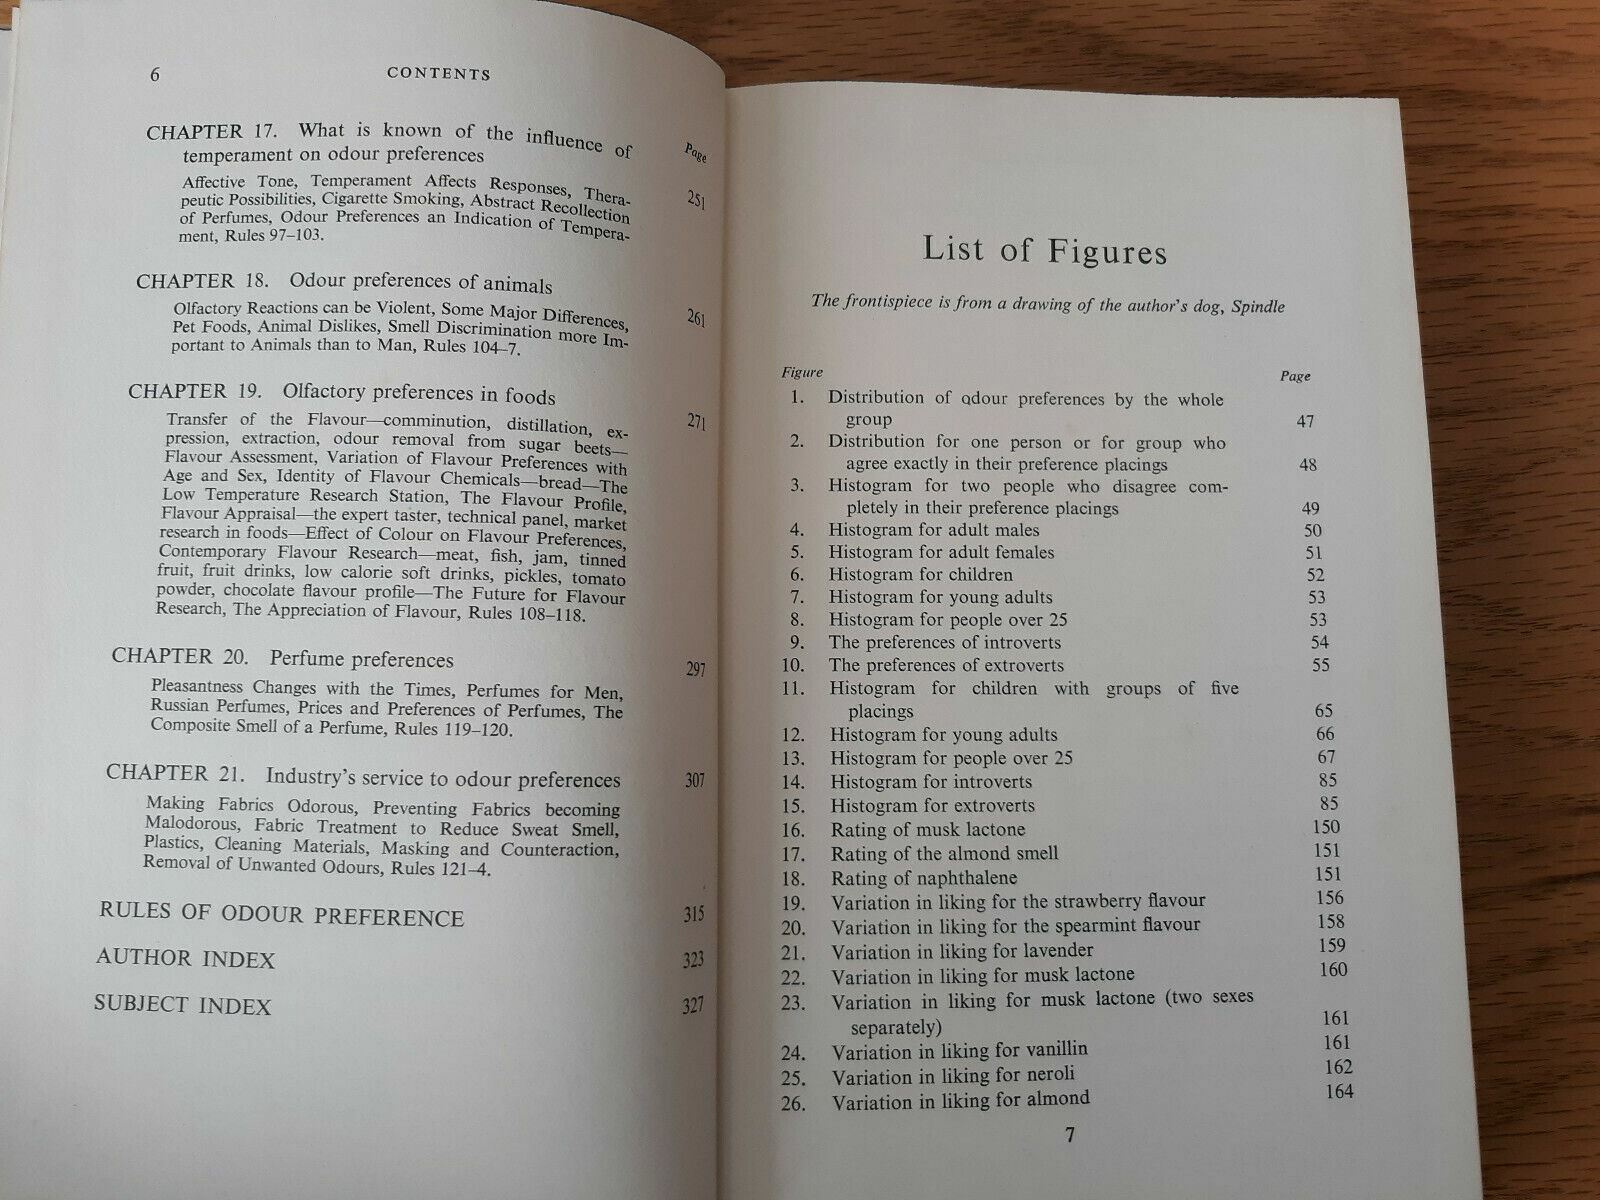 6 CONTENTS
Page
CHAPTER 17. What is known of the influence of
temperament on odour preferences
Affective Tone, Temperament Affects Responses, Thera- 251
peutic Possibilities, Cigarette Smoking, Abstract Recollection
of Perfumes, Odour Preferences an Indication of Tempera-
ment, Rules 97–103.
CHAPTER 18. Odour preferences of animals
Olfactory Reactions can be Violent, Some Major Differences, 261
Pet Foods, Animal Dislikes, Smell Discrimination more Im-
portant to Animals than to Man, Rules 104–7.
CHAPTER 19. Olfactory preferences in foods
Transfer of the Flavour—comminution, distillation, ex- 271
pression, extraction, odour removal from sugar beets—
Flavour Assessment, Variation of Flavour Preferences with
Age and Sex, Identity of Flavour Chemicals—bread—The
Low Temperature Research Station, The Flavour Profile,
Flavour Appraisal—the expert taster, technical panel, market
research in foods—Effect of Colour on Flavour Preferences,
Contemporary Flavour Research—meat, fish, jam, tinned
fruit, fruit drinks, low calorie soft drinks, pickles, tomato
powder, chocolate flavour profile—The Future for Flavour
Research, The Appreciation of Flavour, Rules 108–118.
CHAPTER 20. Perfume preferences 297
Pleasantness Changes with the Times, Perfumes for Men,
Russian Perfumes, Prices and Preferences of Perfumes, The
Composite Smell of a Perfume, Rules 119–120.
CHAPTER 21. Industry's service to odour preferences 307
Making Fabrics Odorous, Preventing Fabrics becoming
Malodorous, Fabric Treatment to Reduce Sweat Smell,
Plastics, Cleaning Materials, Masking and Counteraction,
Removal of Unwanted Odours, Rules 121–4.
RULES OF ODOUR PREFERENCE 315
AUTHOR INDEX 323
SUBJECT INDEX 327
List of Figures
The frontispiece is from a drawing of the author's dog, Spindle
Figure Page
1. Distribution of odour preferences by the whole
group 47
2. Distribution for one person or for group who
agree exactly in their preference placings 48
3. Histogram for two people who disagree com-
pletely in their preference placings 49
4. Histogram for adult males 50
5. Histogram for adult females 51
6. Histogram for children 52
7. Histogram for young adults 53
8. Histogram for people over 25 53
9. The preferences of introverts 54
10. The preferences of extroverts 55
11. Histogram for children with groups of five
placings 65
12. Histogram for young adults 66
13. Histogram for people over 25 67
14. Histogram for introverts 85
15. Histogram for extroverts 85
16. Rating of musk lactone 150
17. Rating of the almond smell 151
18. Rating of naphthalene 151
19. Variation in liking for the strawberry flavour 156
20. Variation in liking for the spearmint flavour 158
21. Variation in liking for lavender 159
22. Variation in liking for musk lactone 160
23. Variation in liking for musk lactone (two sexes
separately) 161
24. Variation in liking for vanillin 161
25. Variation in liking for neroli 162
26. Variation in liking for almond 164
7